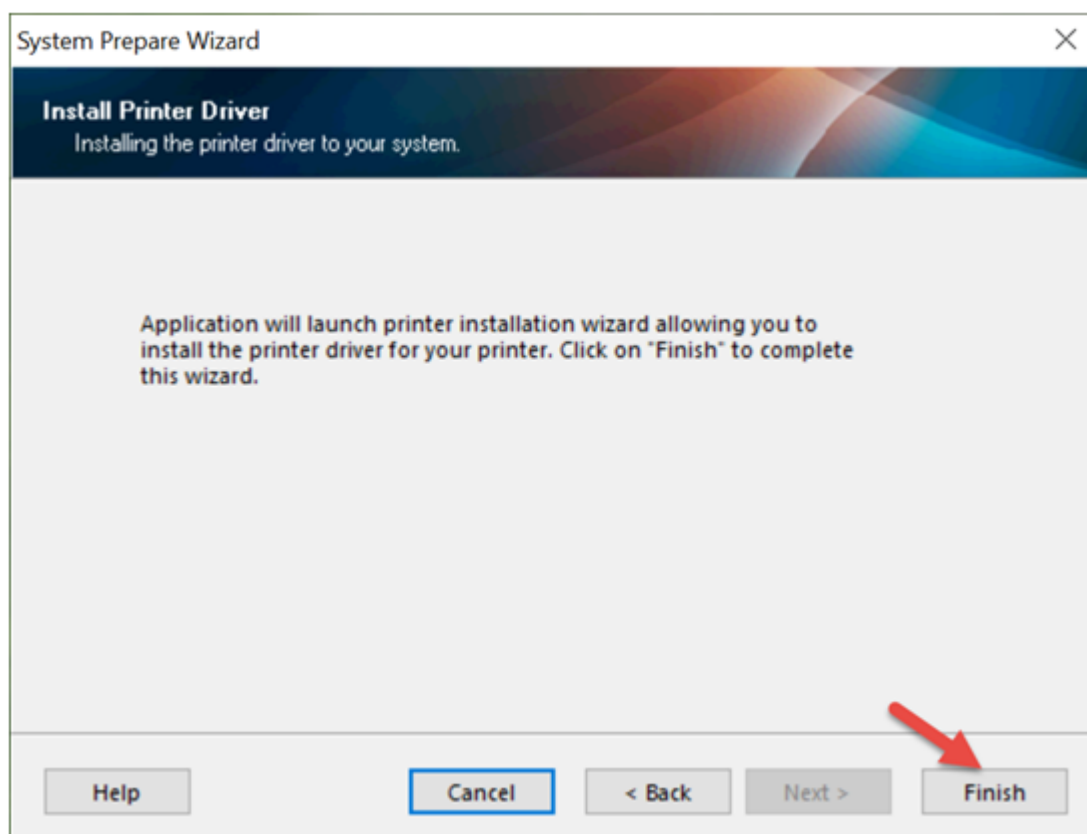 System Prepare Wizard
Install Printer Driver
Installing the printer driver to your system.
Application will launch printer installation wizard allowing you to
install the printer driver for your printer. Click on "Finish" to complete
this wizard.
Help
Cancel
< Back
Next >
Finish